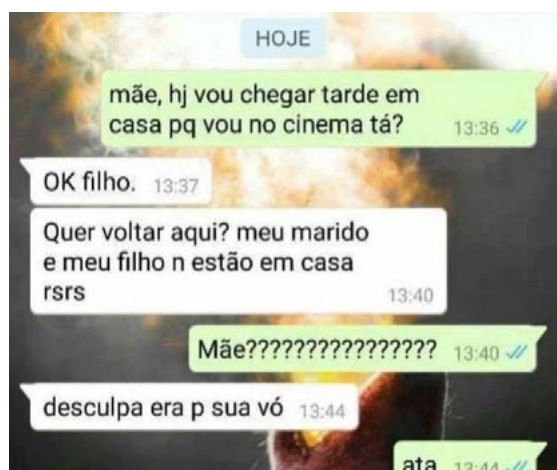 HOJE
mãe, hj vou chegar tarde em
casa pq vou no cinema tá? 13:36
OK filho. 13:37
Quer voltar aqui? meu marido
e meu filho n estão em casa
rsrs 13:40
Mãe???????????????? 13:40
desculpa era p sua vó 13:44
ata 13:44